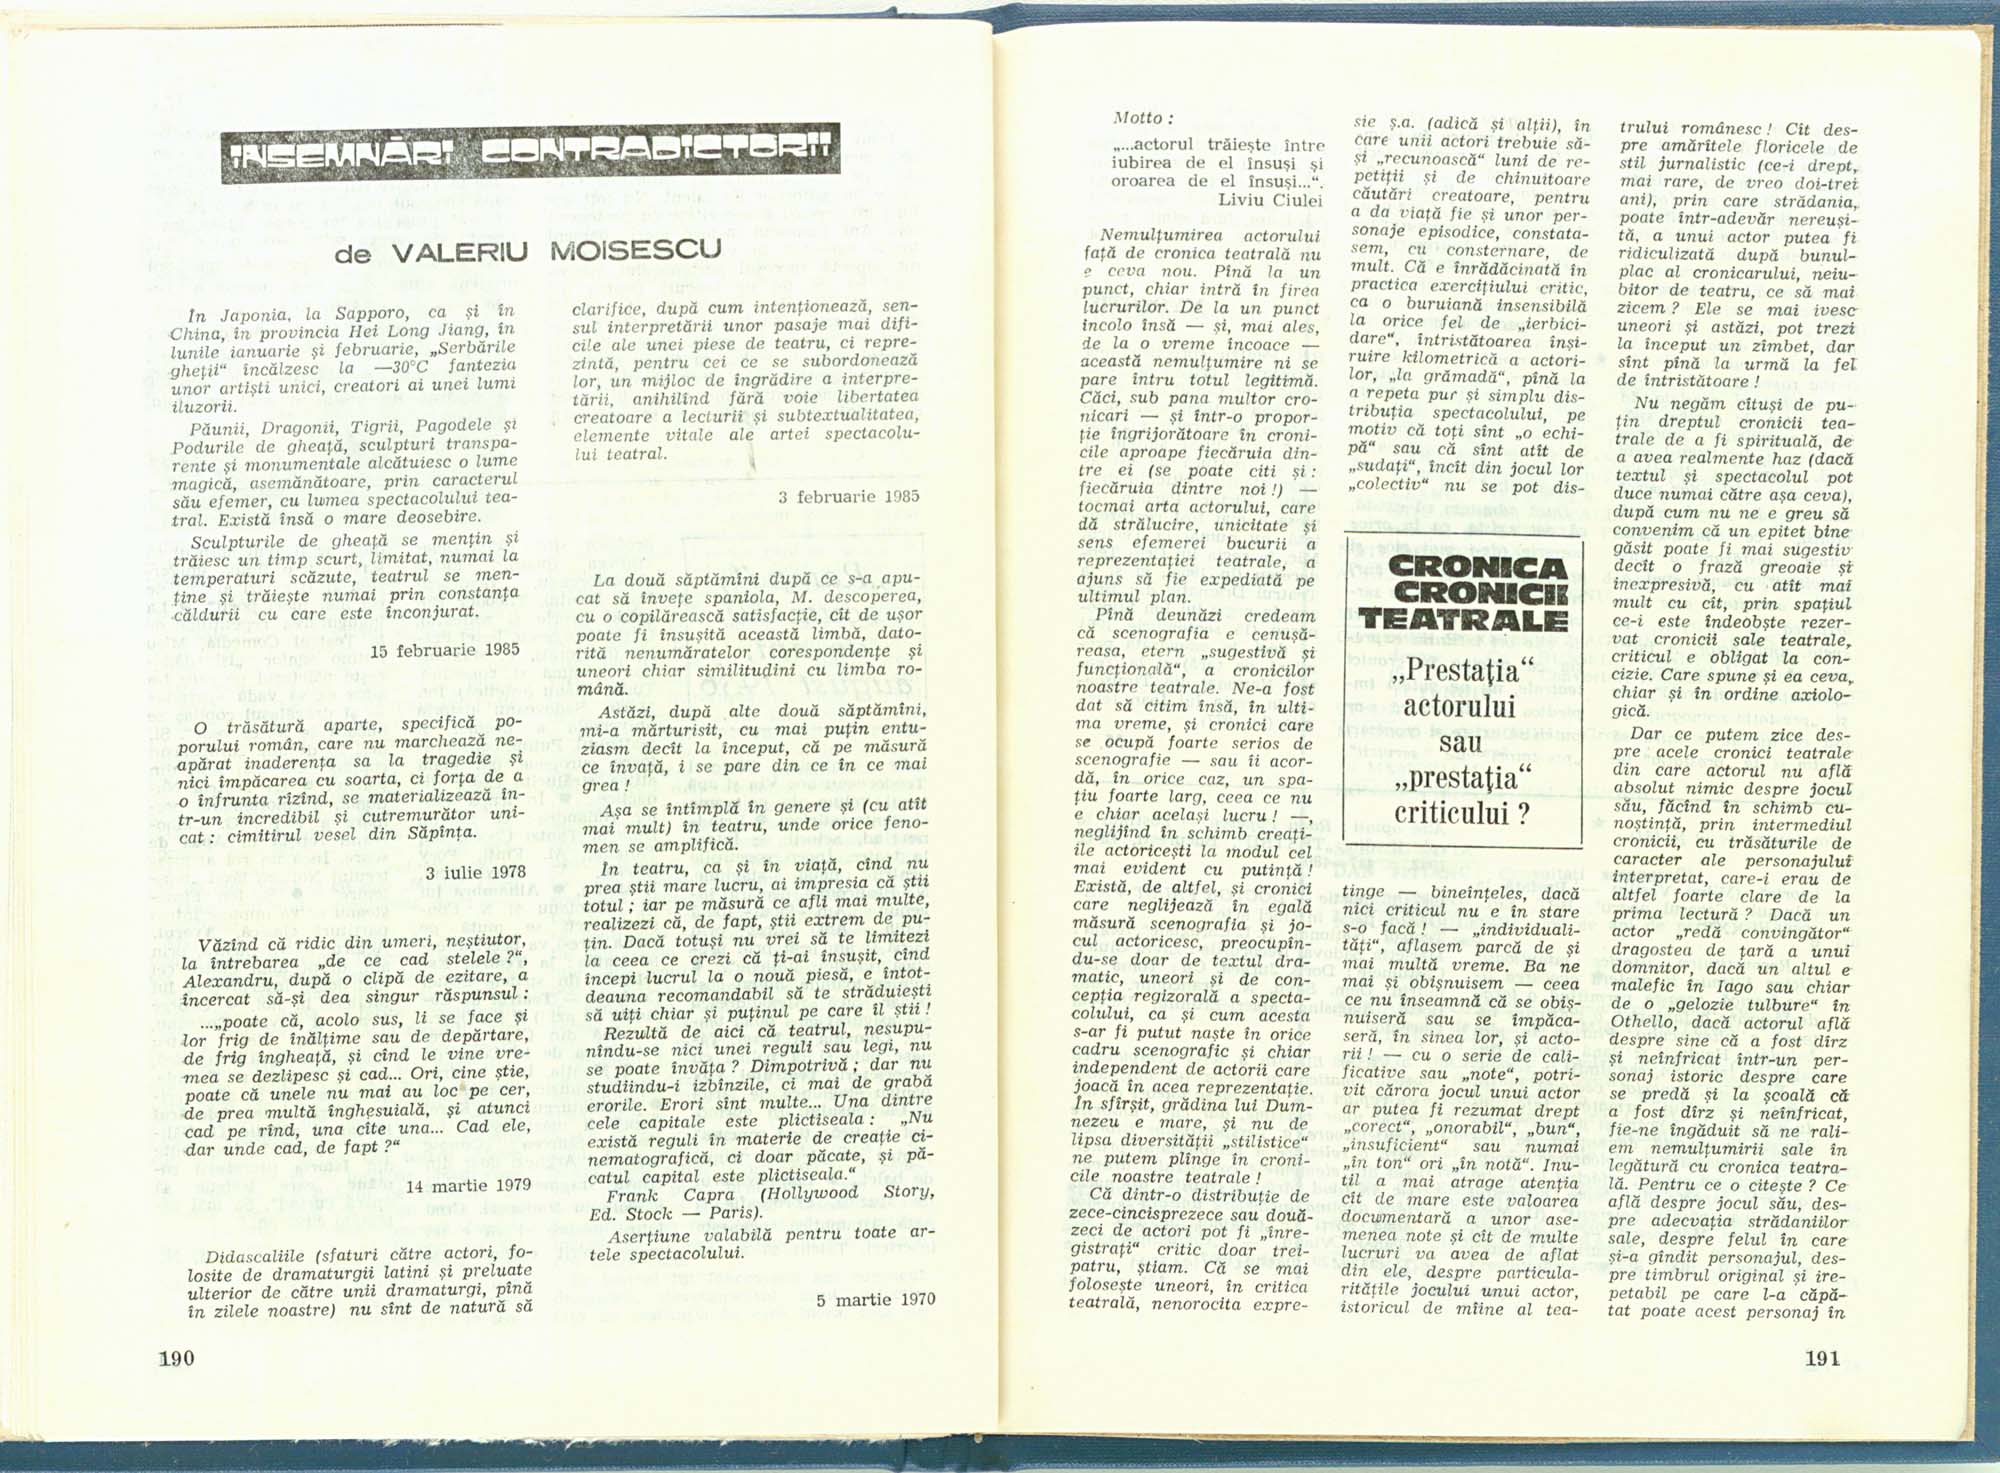 ÎNSEMNĂRI CONTRADICTORII
de VALERIU MOISESCU
În Japonia, la Sapporo, ca și în
China, în provincia Hei Long Jiang, în
lunile ianuarie și februarie, „Serbările
gheții“ încălzesc la —30°C fantezia
unor artiști unici, creatori ai unei lumi
iluzorii.
Păunii, Dragonii, Tigrii, Pagodele și
Podurile de gheață, sculpturi transpa-
rente și monumentale alcătuiesc o lume
magică, asemănătoare, prin caracterul
său efemer, cu lumea spectacolului tea-
tral. Există însă o mare deosebire.
Sculpturile de gheață se mențin și
trăiesc un timp scurt, limitat, numai la
temperaturi scăzute, teatrul se men-
ține și trăiește numai prin constanța
căldurii cu care este înconjurat.
15 februarie 1985
O trăsătură aparte, specifică po-
porului român, care nu marchează ne-
apărat inaderența sa la tragedie și
nici împăcarea cu soarta, ci forța de a
o înfrunta rîzînd, se materializează în-
tr-un incredibil și cutremurător uni-
cat : cimitirul vesel din Săpînța.
3 iulie 1978
Văzînd că ridic din umeri, neștiutor,
la întrebarea „de ce cad stelele ?“,
Alexandru, după o clipă de ezitare, a
încercat să-și dea singur răspunsul :
...„poate că, acolo sus, li se face și
lor frig de înălțime sau de depărtare,
de frig îngheață, și cînd le vine vre-
mea se dezlipesc și cad... Ori, cine știe,
poate că unele nu mai au loc pe cer,
de prea multă înghesuială, și atunci
cad pe rînd, una cîte una... Cad ele,
dar unde cad, de fapt ?“
14 martie 1979
Didascaliile (sfaturi către actori, fo-
losite de dramaturgii latini și preluate
ulterior de către unii dramaturgi, pînă
în zilele noastre) nu sînt de natură să
190
clarifice, după cum intenționează, sen-
sul interpretării unor pasaje mai difi-
cile ale unei piese de teatru, ci repre-
zintă, pentru cei ce se subordonează
lor, un mijloc de îngrădire a interpre-
tării, anihilînd fără voie libertatea
creatoare a lecturii și subtextualitatea,
elemente vitale ale artei spectacolu-
lui teatral.
3 februarie 1985
La două săptămîni după ce s-a apu-
cat să învețe spaniola, M. descoperea,
cu o copilărească satisfacție, cît de ușor
poate fi însușită această limbă, dato-
rită nenumăratelor corespondențe și
uneori chiar similitudini cu limba ro-
mână.
Astăzi, după alte două săptămîni,
mi-a mărturisit, cu mai puțin entu-
ziasm decît la început, că pe măsură
ce învață, i se pare din ce în ce mai
grea !
Așa se întîmplă în genere și (cu atît
mai mult) în teatru, unde orice feno-
men se amplifică.
În teatru, ca și în viață, cînd nu
prea știi mare lucru, ai impresia că știi
totul ; iar pe măsură ce afli mai multe,
realizezi că, de fapt, știi extrem de pu-
țin. Dacă totuși nu vrei să te limitezi
la ceea ce crezi că ți-ai însușit, cînd
începi lucrul la o nouă piesă, e întot-
deauna recomandabil să te străduiești
să uiți chiar și puținul pe care îl știi !
Rezultă de aici că teatrul, nesupu-
nîndu-se nici unei reguli sau legi, nu
se poate învăța ? Dimpotrivă ; dar nu
studiindu-i izbînzile, ci mai de grabă
erorile. Erori sînt multe... Una dintre
cele capitale este plictiseala : „Nu
există reguli în materie de creație ci-
nematografică, ci doar păcate, și pă-
catul capital este plictiseala.“
Frank Capra (Hollywood Story,
Ed. Stock — Paris).
Aserțiune valabilă pentru toate ar-
tele spectacolului.
5 martie 1970
Motto :
„...actorul trăiește între
iubirea de el însuși și
oroarea de el însuși...“.
Liviu Ciulei
Nemulțumirea actorului
față de cronica teatrală nu
e ceva nou. Pînă la un
punct, chiar intră în firea
lucrurilor. De la un punct
încolo însă — și, mai ales,
de la o vreme încoace —
această nemulțumire ni se
pare întru totul legitimă.
Căci, sub pana multor cro-
nicari — și într-o propor-
ție îngrijorătoare în croni-
cile aproape fiecăruia din-
tre ei (se poate citi și :
fiecăruia dintre noi !) —
tocmai arta actorului, care
dă strălucire, unicitate și
sens efemerei bucurii a
reprezentației teatrale, a
ajuns să fie expediată pe
ultimul plan.
Pînă deunăzi credeam
că scenografia e cenușă-
reasa, etern „sugestivă și
funcțională“, a cronicilor
noastre teatrale. Ne-a fost
dat să citim însă, în ulti-
ma vreme, și cronici care
se ocupă foarte serios de
scenografie — sau îi acor-
dă, în orice caz, un spa-
țiu foarte larg, ceea ce nu
e chiar același lucru ! —,
neglijînd în schimb creați-
ile actoricești la modul cel
mai evident cu putință !
Există, de altfel, și cronici
care neglijează în egală
măsură scenografia și jo-
cul actoricesc, preocupîn-
du-se doar de textul dra-
matic, uneori și de con-
cepția regizorală a specta-
colului, ca și cum acesta
s-ar fi putut naște în orice
cadru scenografic și chiar
independent de actorii care
joacă în acea reprezentație.
În sfîrșit, grădina lui Dum-
nezeu e mare, și nu de
lipsa diversității „stilistice“
ne putem plînge în croni-
cile noastre teatrale !
Că dintr-o distribuție de
zece-cincisprezece sau două-
zeci de actori pot fi „înre-
gistrați“ critic doar trei-
patru, știam. Că se mai
folosește uneori, în critica
teatrală, nenorocita expre-
sie ș.a. (adică și alții), în
care unii actori trebuie să-
și „recunoască“ luni de re-
petiții și de chinuitoare
căutări creatoare, pentru
a da viață fie și unor per-
sonaje episodice, constata-
sem, cu consternare, de
mult. Că e înrădăcinată în
practica exercițiului critic,
ca o buruiană insensibilă
la orice fel de „ierbici-
dare“, întristătoarea înși-
ruire kilometrică a actori-
lor, „la grămadă“, pînă la
a repeta pur și simplu dis-
tribuția spectacolului, pe
motiv că toți sînt „o echi-
pă“ sau că sînt atît de
„sudați“, încît din jocul lor
„colectiv“ nu se pot dis-
CRONICA
CRONICII
TEATRALE
„Prestația“
actorului
sau
„prestația“
criticului ?
tinge — bineînțeles, dacă
nici criticul nu e în stare
s-o facă ! — „individuali-
tăți“, aflasem parcă de și
mai multă vreme. Ba ne
mai și obișnuisem — ceea
ce nu înseamnă că se obiș-
nuiseră sau se împăca-
seră, în sinea lor, și acto-
rii ! — cu o serie de cali-
ficative sau „note“, potri-
vit cărora jocul unui actor
ar putea fi rezumat drept
„corect“, „onorabil“, „bun“,
„insuficient“ sau numai
„în ton“ ori „în notă“. Inu-
til a mai atrage atenția
cît de mare este valoarea
documentară a unor ase-
menea note și cît de multe
lucruri va avea de aflat
din ele, despre particula-
ritățile jocului unui actor,
istoricul de mîine al tea-
trului românesc ! Cît des-
pre amărîtele floricele de
stil jurnalistic (ce-i drept,
mai rare, de vreo doi-trei
ani), prin care strădania,
poate într-adevăr nereuși-
tă, a unui actor putea fi
ridiculizată după bunul-
plac al cronicarului, neiu-
bitor de teatru, ce să mai
zicem ? Ele se mai ivesc
uneori și astăzi, pot trezi
la început un zîmbet, dar
sînt pînă la urmă la fel
de întristătoare !
Nu negăm cîtuși de pu-
țin dreptul cronicii tea-
trale de a fi spirituală, de
a avea realmente haz (dacă
textul și spectacolul pot
duce numai către așa ceva),
după cum nu ne e greu să
convenim că un epitet bine
găsit poate fi mai sugestiv
decît o frază greoaie și
inexpresivă, cu atît mai
mult cu cît, prin spațiul
ce-i este îndeobște rezer-
vat cronicii sale teatrale,
criticul e obligat la con-
cizie. Care spune și ea ceva,
chiar și în ordine axiolo-
gică.
Dar ce putem zice des-
pre acele cronici teatrale
din care actorul nu află
absolut nimic despre jocul
său, făcînd în schimb cu-
noștință, prin intermediul
cronicii, cu trăsăturile de
caracter ale personajului
interpretat, care-i erau de
altfel foarte clare de la
prima lectură ? Dacă un
actor „redă convingător“
dragostea de țară a unui
domnitor, dacă un altul e
malefic în Iago sau chiar
de o „gelozie tulbure“ în
Othello, dacă actorul află
despre sine că a fost dîrz
și neînfricat într-un per-
sonaj istoric despre care
se predă și la școală că
a fost dîrz și neînfricat,
fie-ne îngăduit să ne rali-
em nemulțumirii sale în
legătură cu cronica teatra-
lă. Pentru ce o citește ? Ce
află despre jocul său, des-
pre adecvația strădaniilor
sale, despre felul în care
și-a gîndit personajul, des-
pre timbrul original și ire-
petabil pe care l-a căpă-
tat poate acest personaj în
191